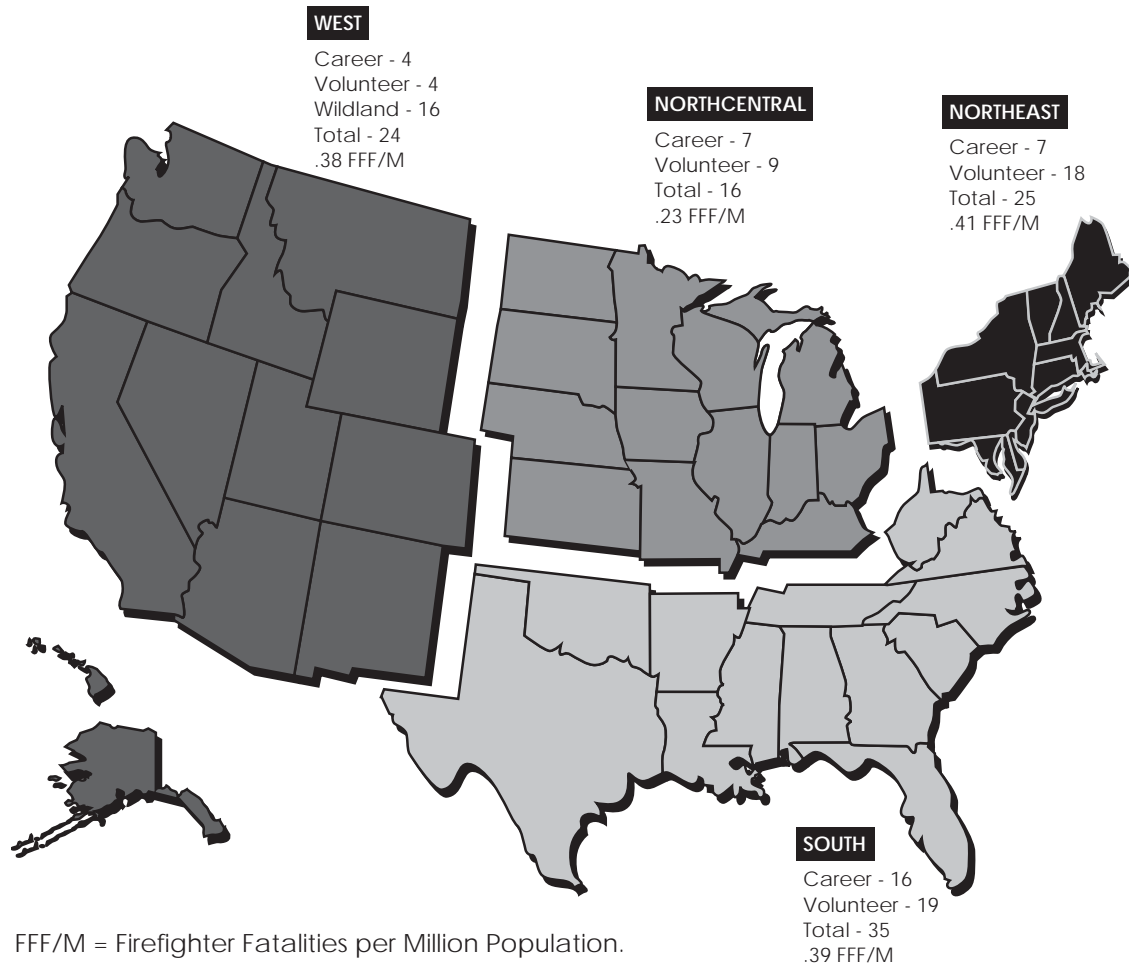 WEST
Career - 4
Volunteer - 4
Wildland - 16
Total - 24
.38 FFF/M
NORTHCENTRAL
Career - 7
Volunteer - 9
Total - 16
.23 FFF/M
NORTHEAST
Career - 7
Volunteer - 18
Total - 25
.41 FFF/M
SOUTH
Career - 16
Volunteer - 19
Total - 35
.39 FFF/M
FFF/M = Firefighter Fatalities per Million Population.